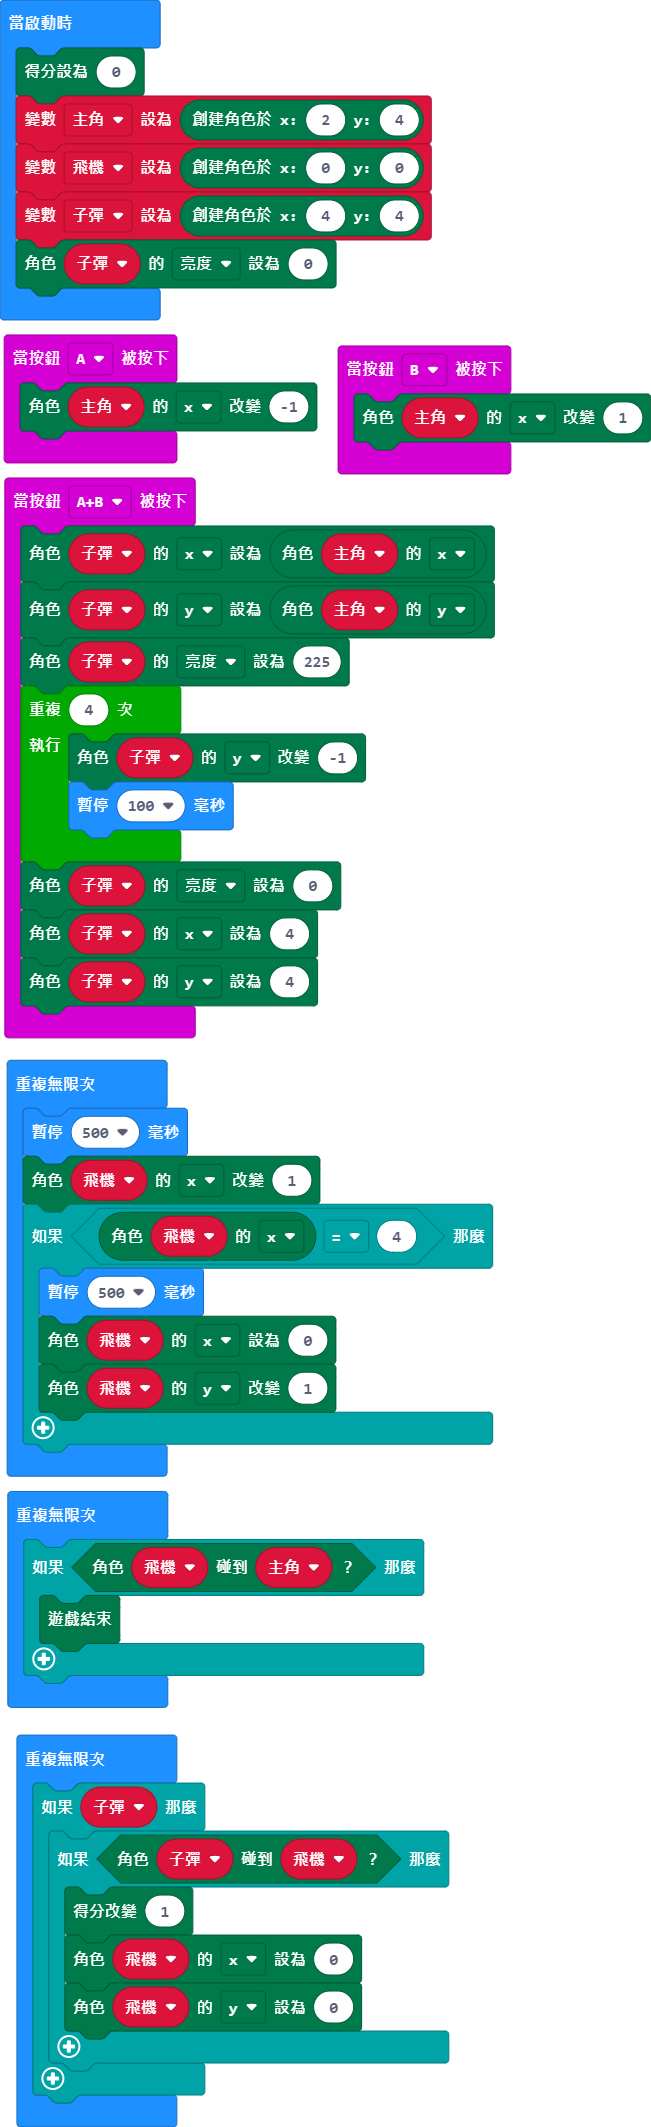 當啟動時
得分設為 0
變數 主角 設為 創建角色於 x: 2 y: 4
變數 飛機 設為 創建角色於 x: 0 y: 0
變數 子彈 設為 創建角色於 x: 4 y: 4
角色 子彈 的 亮度 設為 0
當按鈕 A 被按下
角色 主角 的 x 改變 -1
當按鈕 B 被按下
角色 主角 的 x 改變 1
當按鈕 A+B 被按下
角色 子彈 的 x 設為 角色 主角 的 x
角色 子彈 的 y 設為 角色 主角 的 y
角色 子彈 的 亮度 設為 225
重複 4 次
執行
角色 子彈 的 y 改變 -1
暫停 100 毫秒
角色 子彈 的 亮度 設為 0
角色 子彈 的 x 設為 4
角色 子彈 的 y 設為 4
重複無限次
暫停 500 毫秒
角色 飛機 的 x 改變 1
如果 角色 飛機 的 x = 4 那麼
暫停 500 毫秒
角色 飛機 的 x 設為 0
角色 飛機 的 y 改變 1
重複無限次
如果 角色 飛機 碰到 主角 ? 那麼
遊戲結束
重複無限次
如果 子彈 那麼
如果 角色 子彈 碰到 飛機 ? 那麼
得分改變 1
角色 飛機 的 x 設為 0
角色 飛機 的 y 設為 0